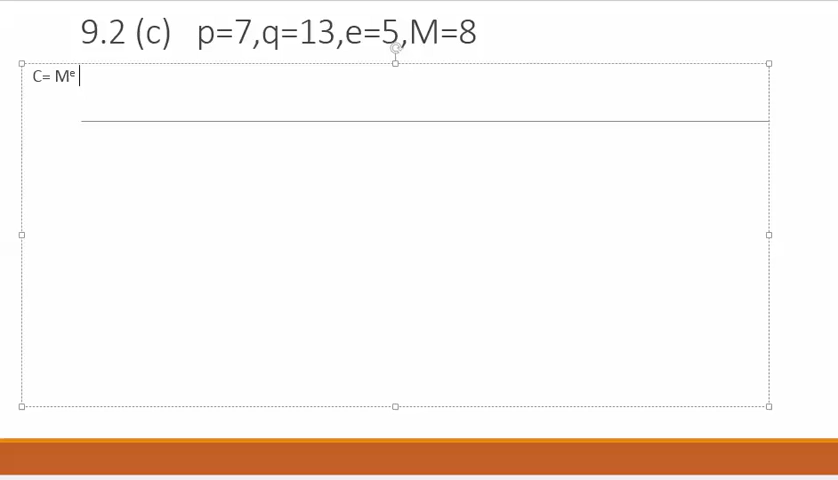 9.2 (c) p=7,q=13,e=5,M=8
C= Mᵉ